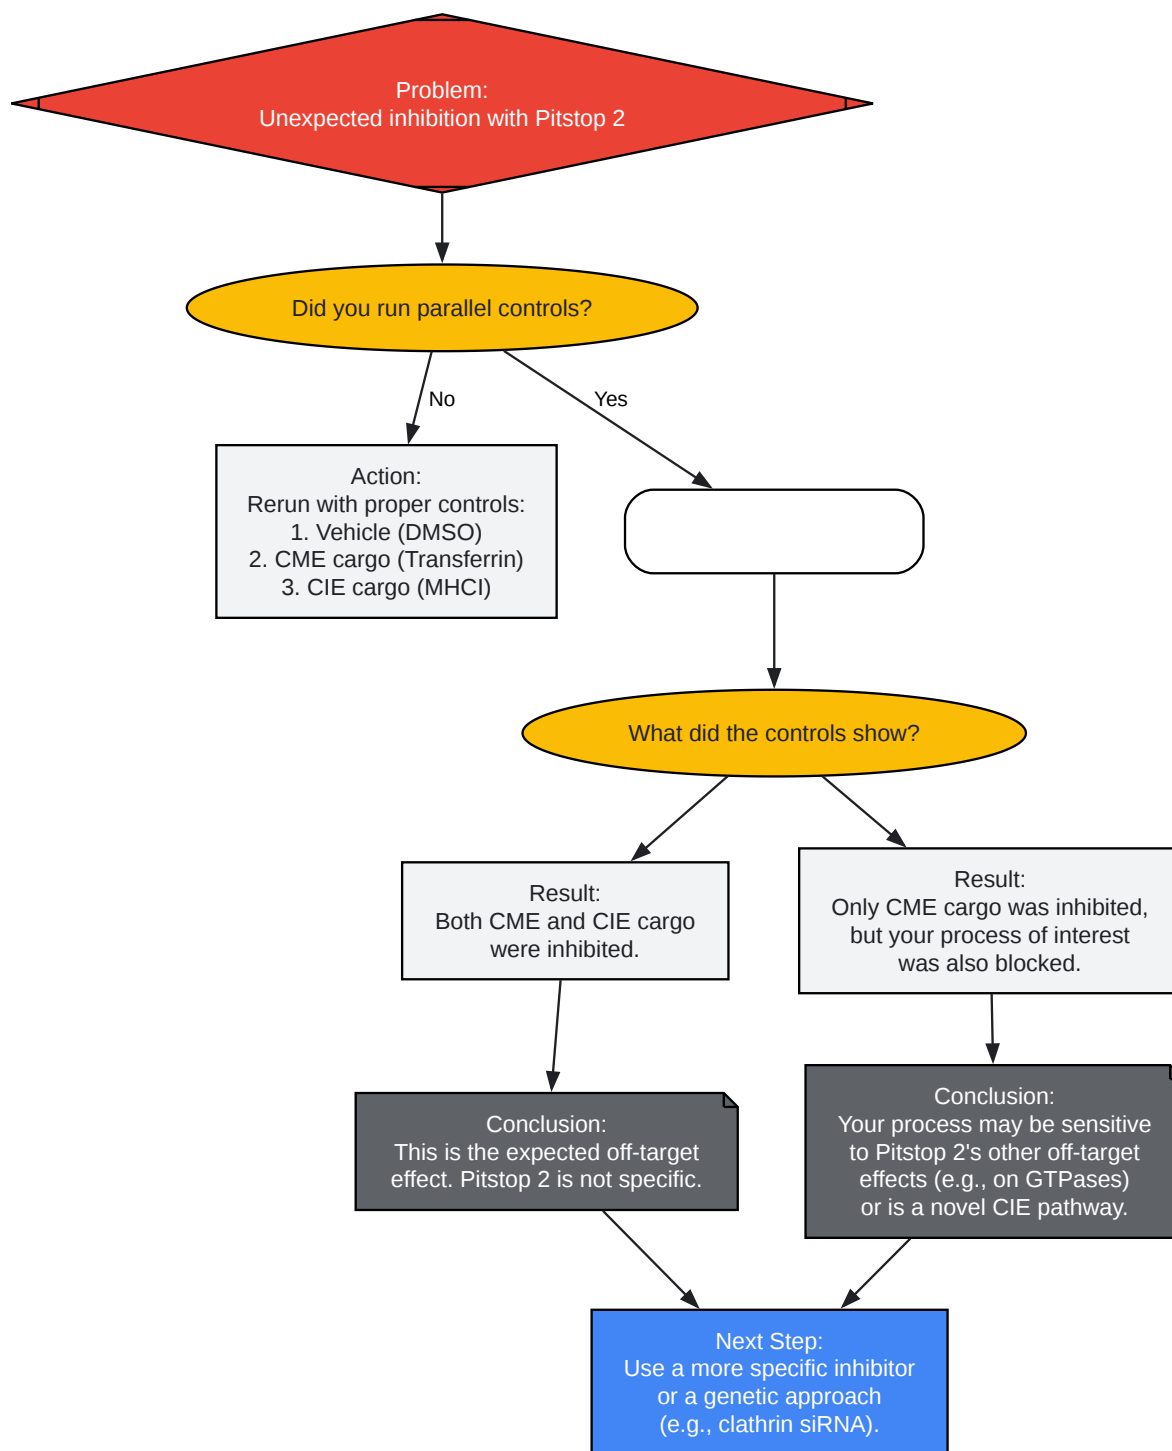 Problem:
Unexpected inhibition with Pitstop 2
Did you run parallel controls?
No
Yes
Action:
Rerun with proper controls:
1. Vehicle (DMSO)
2. CME cargo (Transferrin)
3. CIE cargo (MHCI)
What did the controls show?
Result:
Both CME and CIE cargo
were inhibited.
Result:
Only CME cargo was inhibited,
but your process of interest
was also blocked.
Conclusion:
This is the expected off-target
effect. Pitstop 2 is not specific.
Conclusion:
Your process may be sensitive
to Pitstop 2's other off-target
effects (e.g., on GTPases)
or is a novel CIE pathway.
Next Step:
Use a more specific inhibitor
or a genetic approach
(e.g., clathrin siRNA).